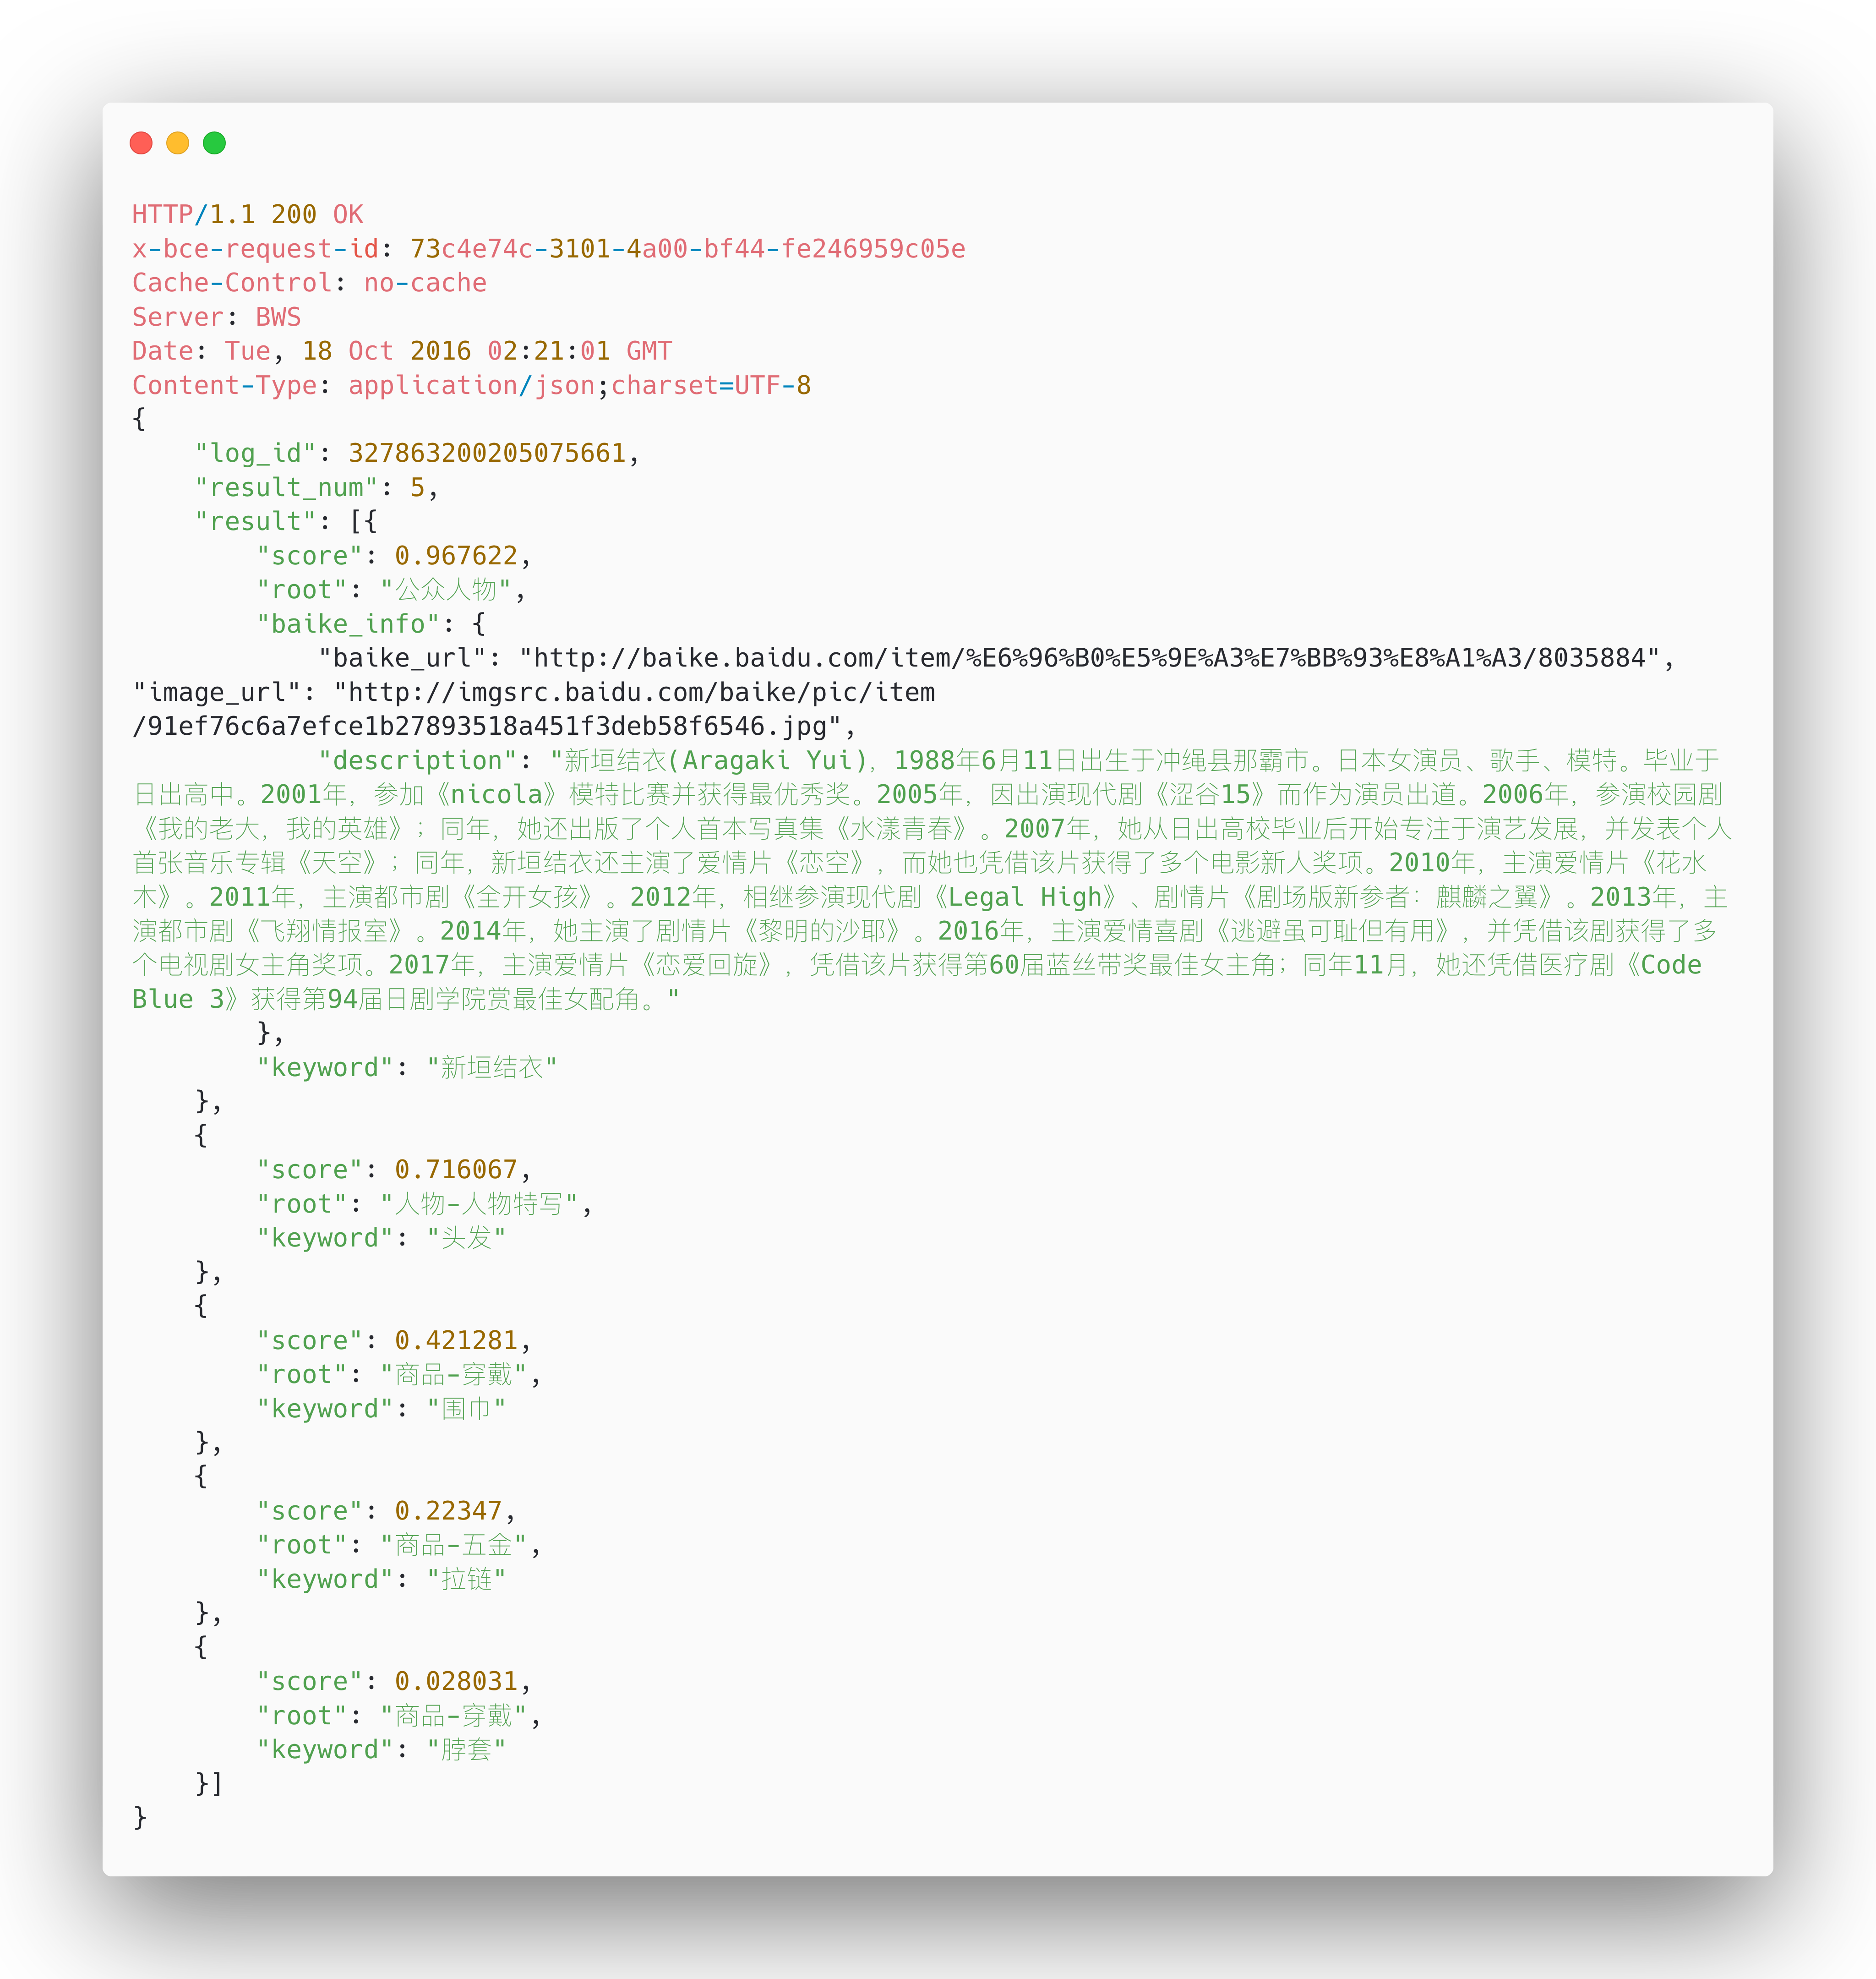 HTTP/1.1 200 OK
x-bce-request-id: 73c4e74c-3101-4a00-bf44-fe246959c05e
Cache-Control: no-cache
Server: BWS
Date: Tue, 18 Oct 2016 02:21:01 GMT
Content-Type: application/json;charset=UTF-8
{
    "log_id": 327863200205075661,
    "result_num": 5,
    "result": [{
        "score": 0.967622,
        "root": "公众人物",
        "baike_info": {
            "baike_url": "http://baike.baidu.com/item/%E6%96%B0%E5%9E%A3%E7%BB%93%E8%A1%A3/8035884",
"image_url": "http://imgsrc.baidu.com/baike/pic/item
/91ef76c6a7efce1b27893518a451f3deb58f6546.jpg",
            "description": "新垣结衣(Aragaki Yui)，1988年6月11日出生于冲绳县那霸市。日本女演员、歌手、模特。毕业于
日出高中。2001年，参加《nicola》模特比赛并获得最优秀奖。2005年，因出演现代剧《涩谷15》而作为演员出道。2006年，参演校园剧
《我的老大，我的英雄》；同年，她还出版了个人首本写真集《水漾青春》。2007年，她从日出高校毕业后开始专注于演艺发展，并发表个人
首张音乐专辑《天空》；同年，新垣结衣还主演了爱情片《恋空》，而她也凭借该片获得了多个电影新人奖项。2010年，主演爱情片《花水
木》。2011年，主演都市剧《全开女孩》。2012年，相继参演现代剧《Legal High》、剧情片《剧场版新参者：麒麟之翼》。2013年，主
演都市剧《飞翔情报室》。2014年，她主演了剧情片《黎明的沙耶》。2016年，主演爱情喜剧《逃避虽可耻但有用》，并凭借该剧获得了多
个电视剧女主角奖项。2017年，主演爱情片《恋爱回旋》，凭借该片获得第60届蓝丝带奖最佳女主角；同年11月，她还凭借医疗剧《Code
Blue 3》获得第94届日剧学院赏最佳女配角。"
        },
        "keyword": "新垣结衣"
    },
    {
        "score": 0.716067,
        "root": "人物-人物特写",
        "keyword": "头发"
    },
    {
        "score": 0.421281,
        "root": "商品-穿戴",
        "keyword": "围巾"
    },
    {
        "score": 0.22347,
        "root": "商品-五金",
        "keyword": "拉链"
    },
    {
        "score": 0.028031,
        "root": "商品-穿戴",
        "keyword": "脖套"
    }]
}